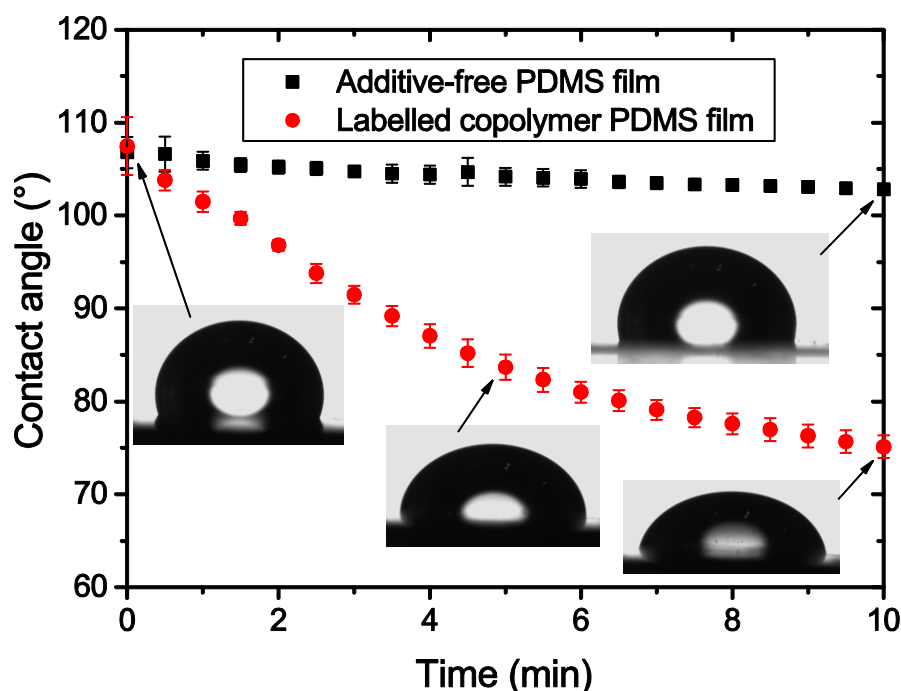 120
110
100
90
80
70
60
Contact angle (°)
Additive-free PDMS film
Labelled copolymer PDMS film
0 2 4 6 8 10
Time (min)